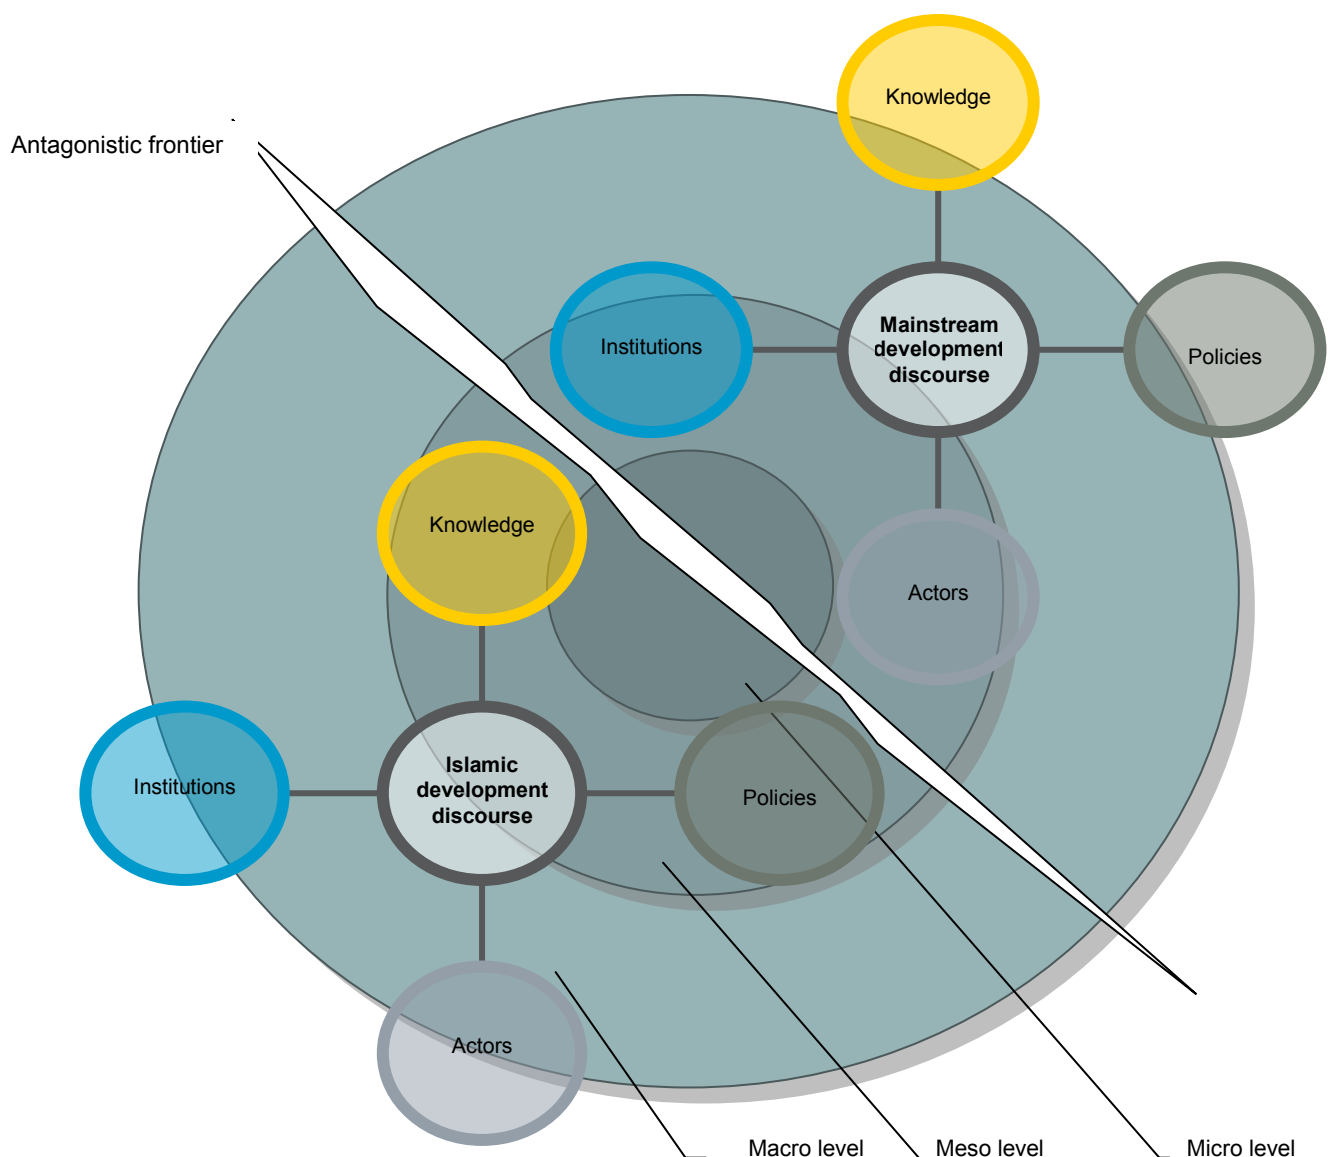 Knowledge
Antagonistic frontier
Institutions
Mainstream
development
discourse
Policies
Knowledge
Actors
Institutions
Islamic
development
discourse
Policies
Actors
Macro level
Meso level
Micro level